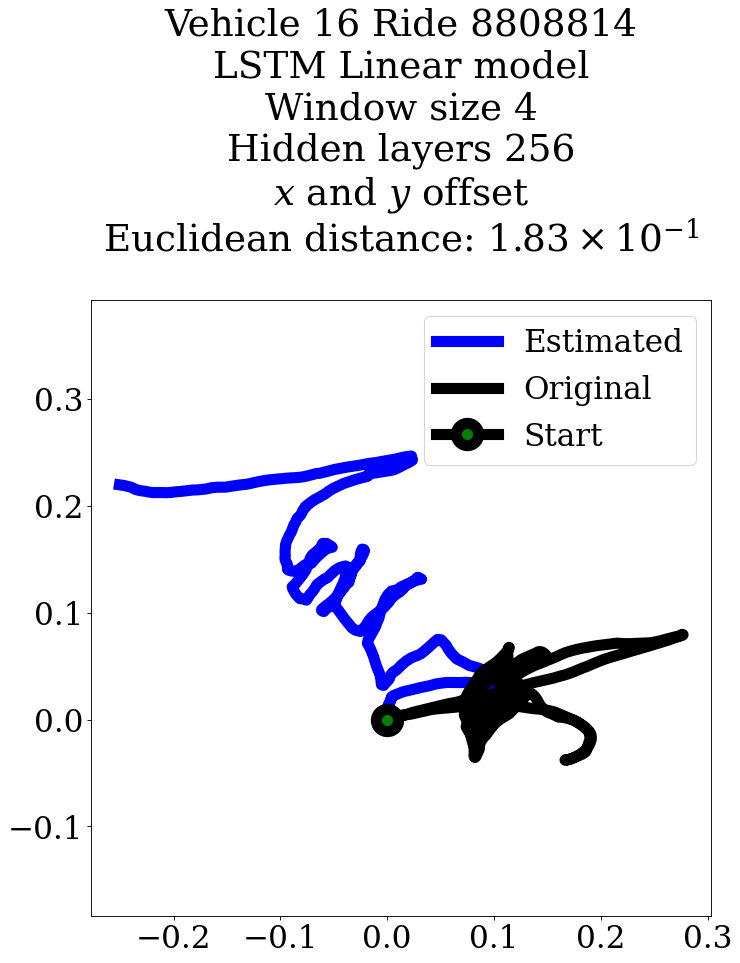 Vehicle 16 Ride 8808814
LSTM Linear model
Window size 4
Hidden layers 256
x and y offset
Euclidean distance: 1.83 × 10⁻¹
Estimated
Original
Start
0.3
0.2
0.1
0.0
−0.1
−0.2 −0.1 0.0 0.1 0.2 0.3